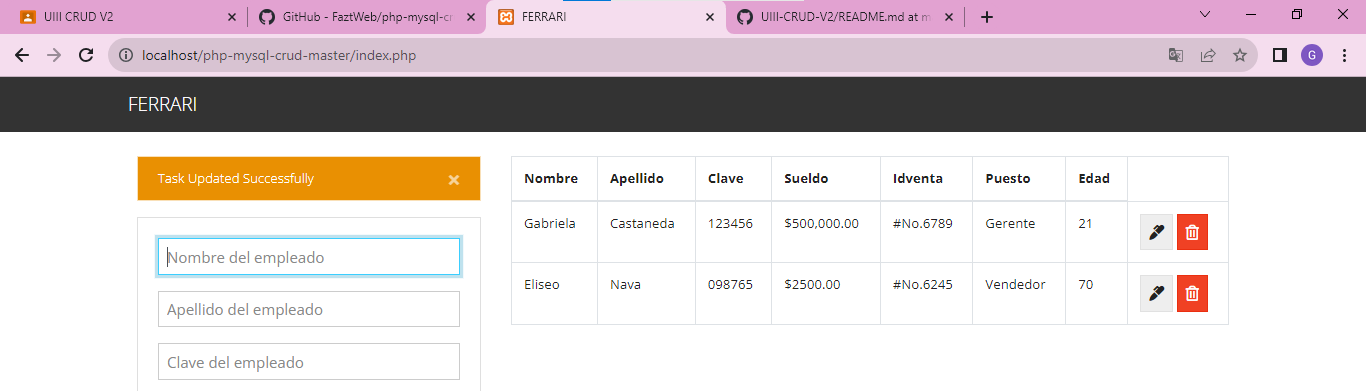 UIII CRUD V2
GitHub - FaztWeb/php-mysql-cr
FERRARI
UIII-CRUD-V2/README.md at m
localhost/php-mysql-crud-master/index.php
G
FERRARI
Task Updated Successfully
Nombre del empleado
Apellido del empleado
Clave del empleado
Nombre Apellido Clave Sueldo Idventa Puesto Edad
Gabriela Castaneda 123456 $500,000.00 #No.6789 Gerente 21
Eliseo Nava 098765 $2500.00 #No.6245 Vendedor 70